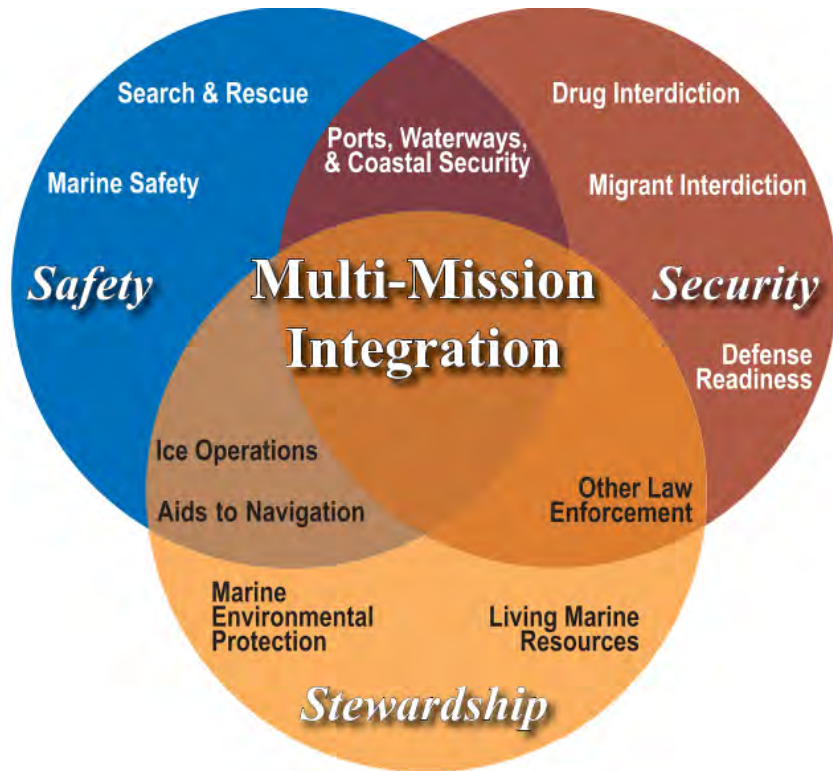 Search & Rescue
Drug Interdiction
Ports, Waterways,
& Coastal Security
Marine Safety
Migrant Interdiction
Safety
Multi-Mission
Integration
Security
Defense
Readiness
Ice Operations
Aids to Navigation
Other Law
Enforcement
Marine
Environmental
Protection
Living Marine
Resources
Stewardship